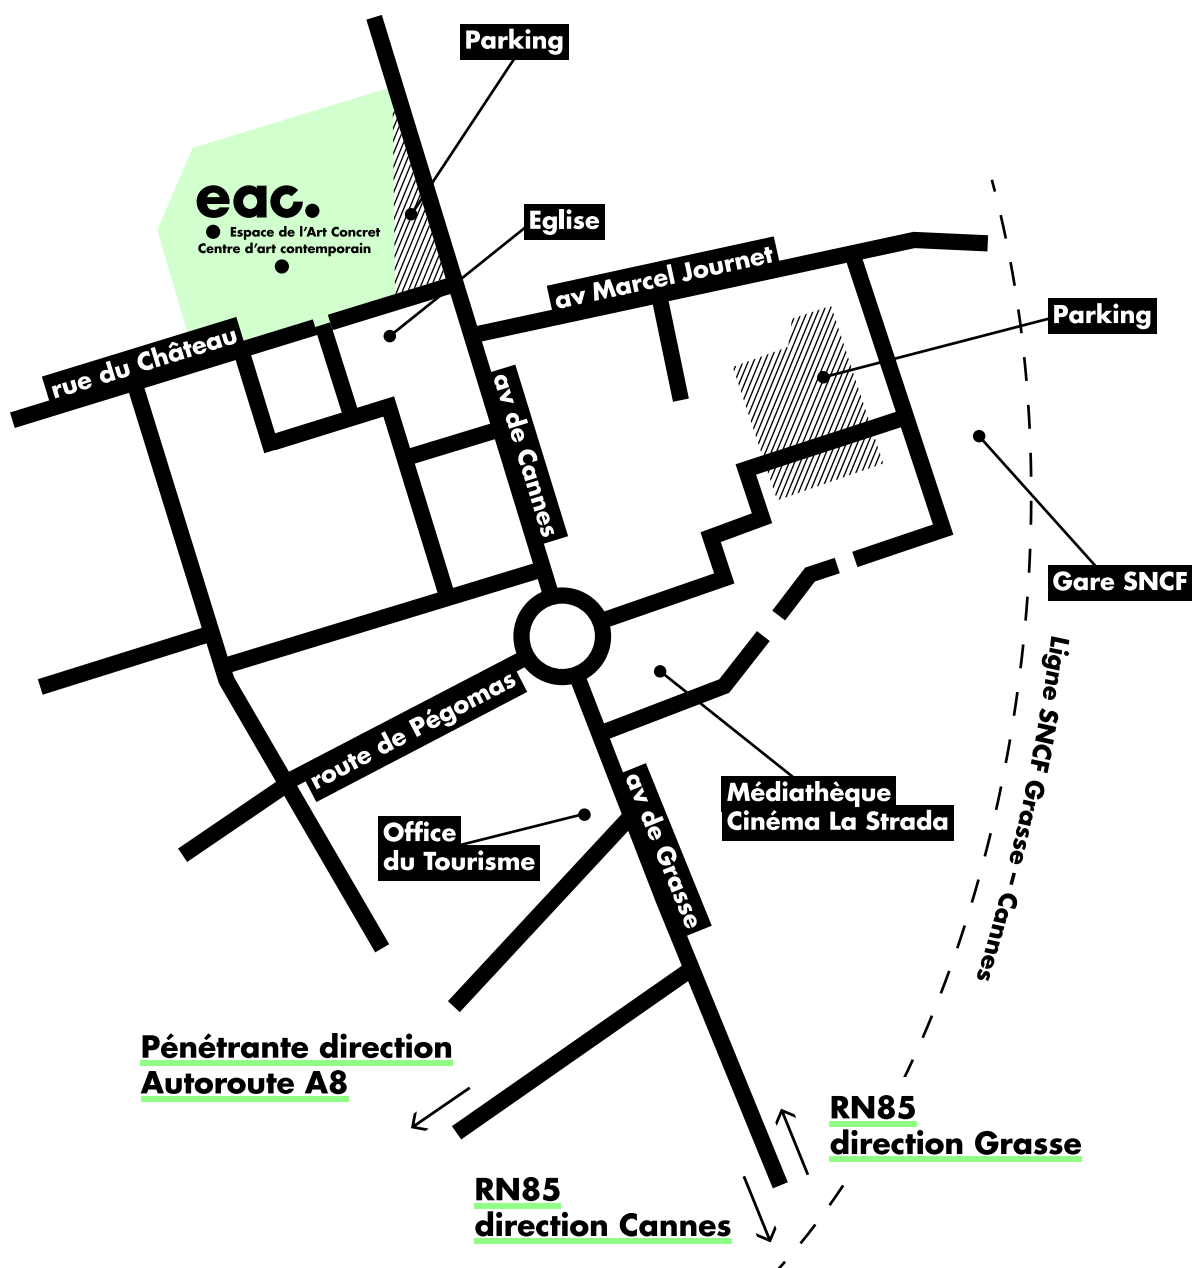 Parking
eac.
Espace de l'Art Concret
Centre d'art contemporain
Eglise
av Marcel Journet
Parking
rue du Château
av de Cannes
Gare SNCF
Ligne SNCF Grasse - Cannes
route de Pégomas
Médiathèque
Cinéma La Strada
av de Grasse
Office
du Tourisme
Pénétrante direction
Autoroute A8
RN85
direction Grasse
RN85
direction Cannes